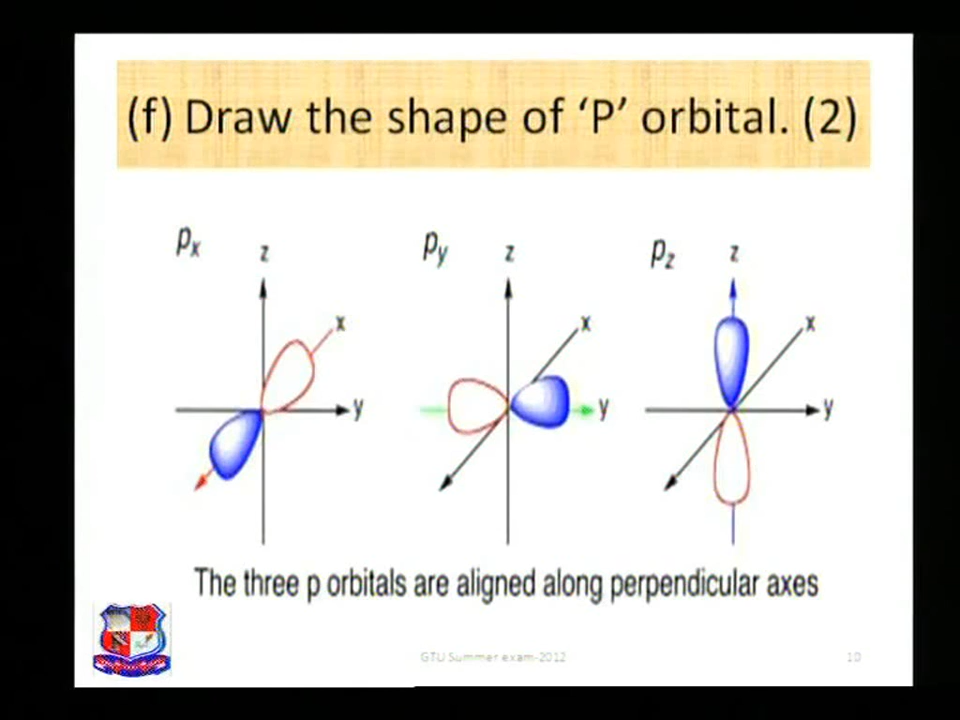 (f) Draw the shape of ‘P’ orbital. (2)
px z py z pz z
x x x
y y y
The three p orbitals are aligned along perpendicular axes
GTU Summer exam-2012 10